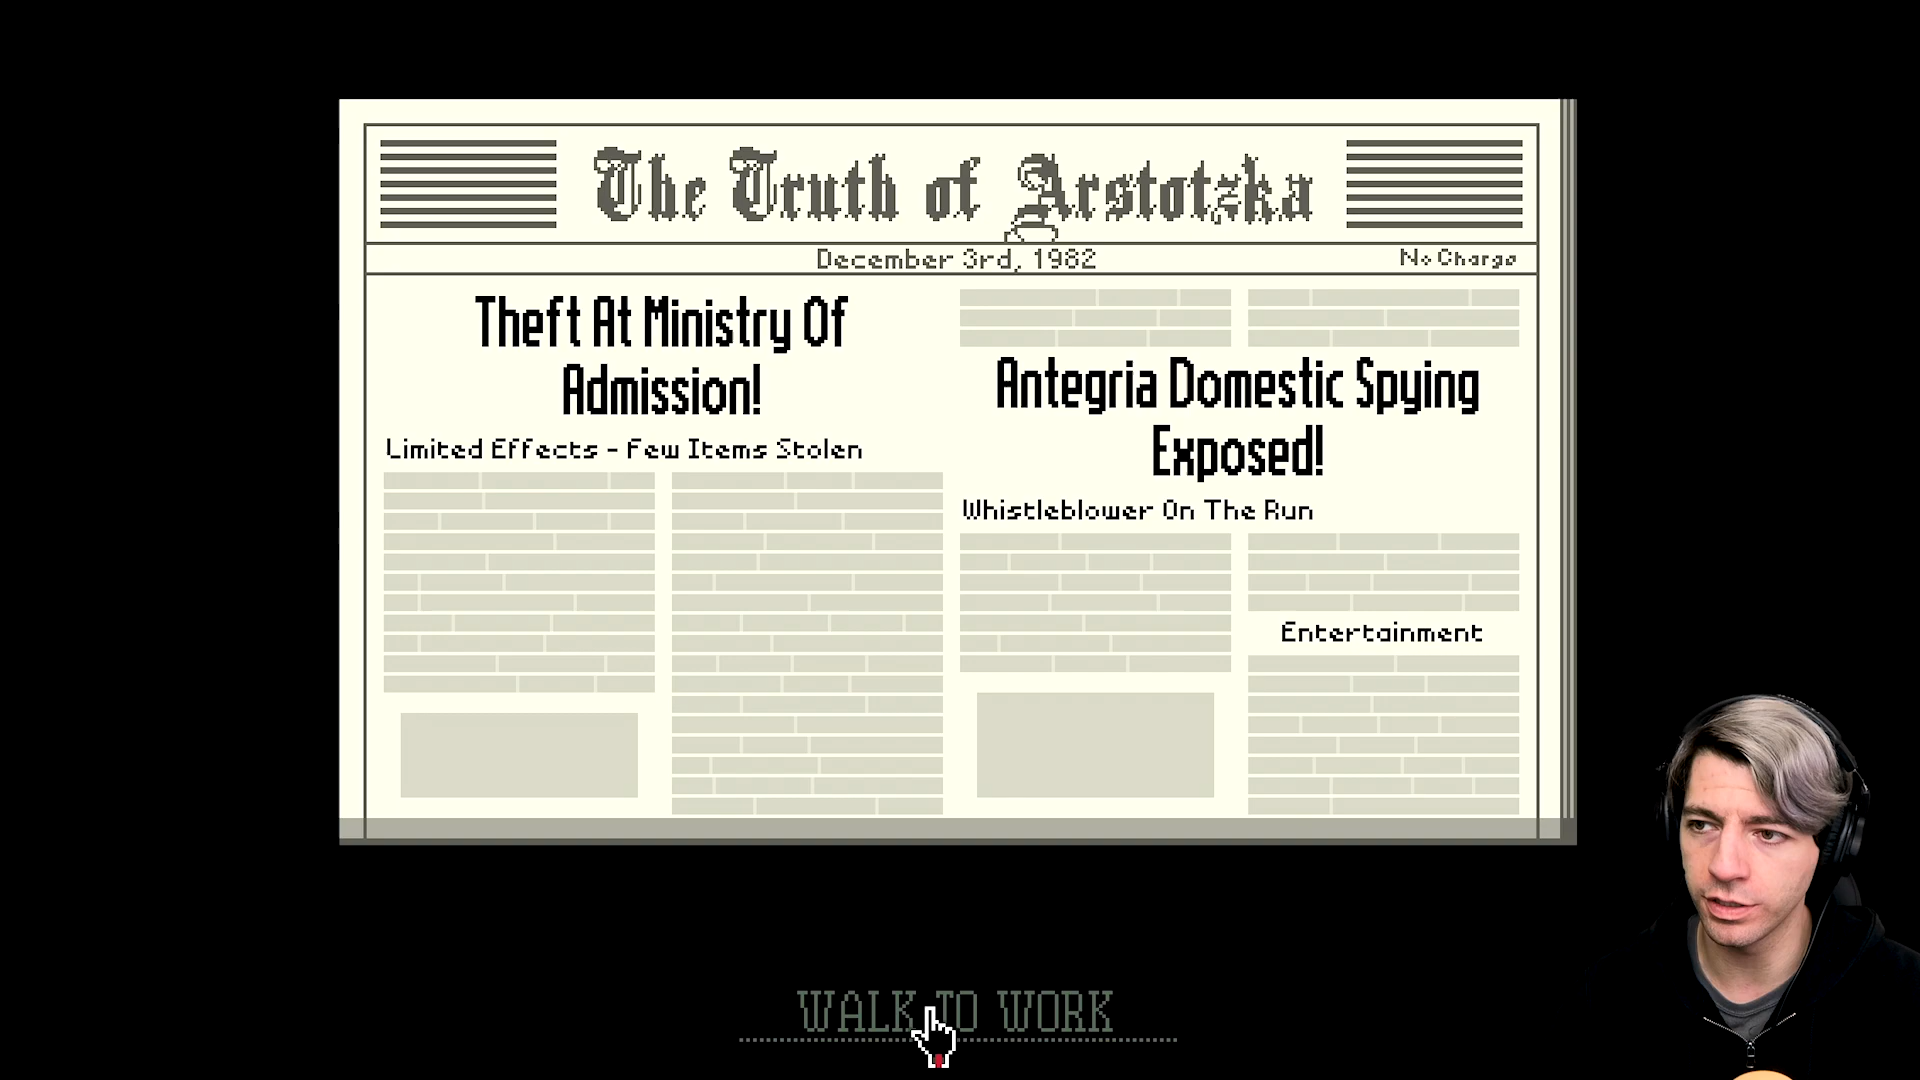 The Truth of Arstotzka
December 3rd, 1982
No Charge
Theft At Ministry Of
Admission!
Limited Effects - Few Items Stolen
Antegria Domestic Spying
Exposed!
Whistleblower On The Run
Entertainment
WALK TO WORK